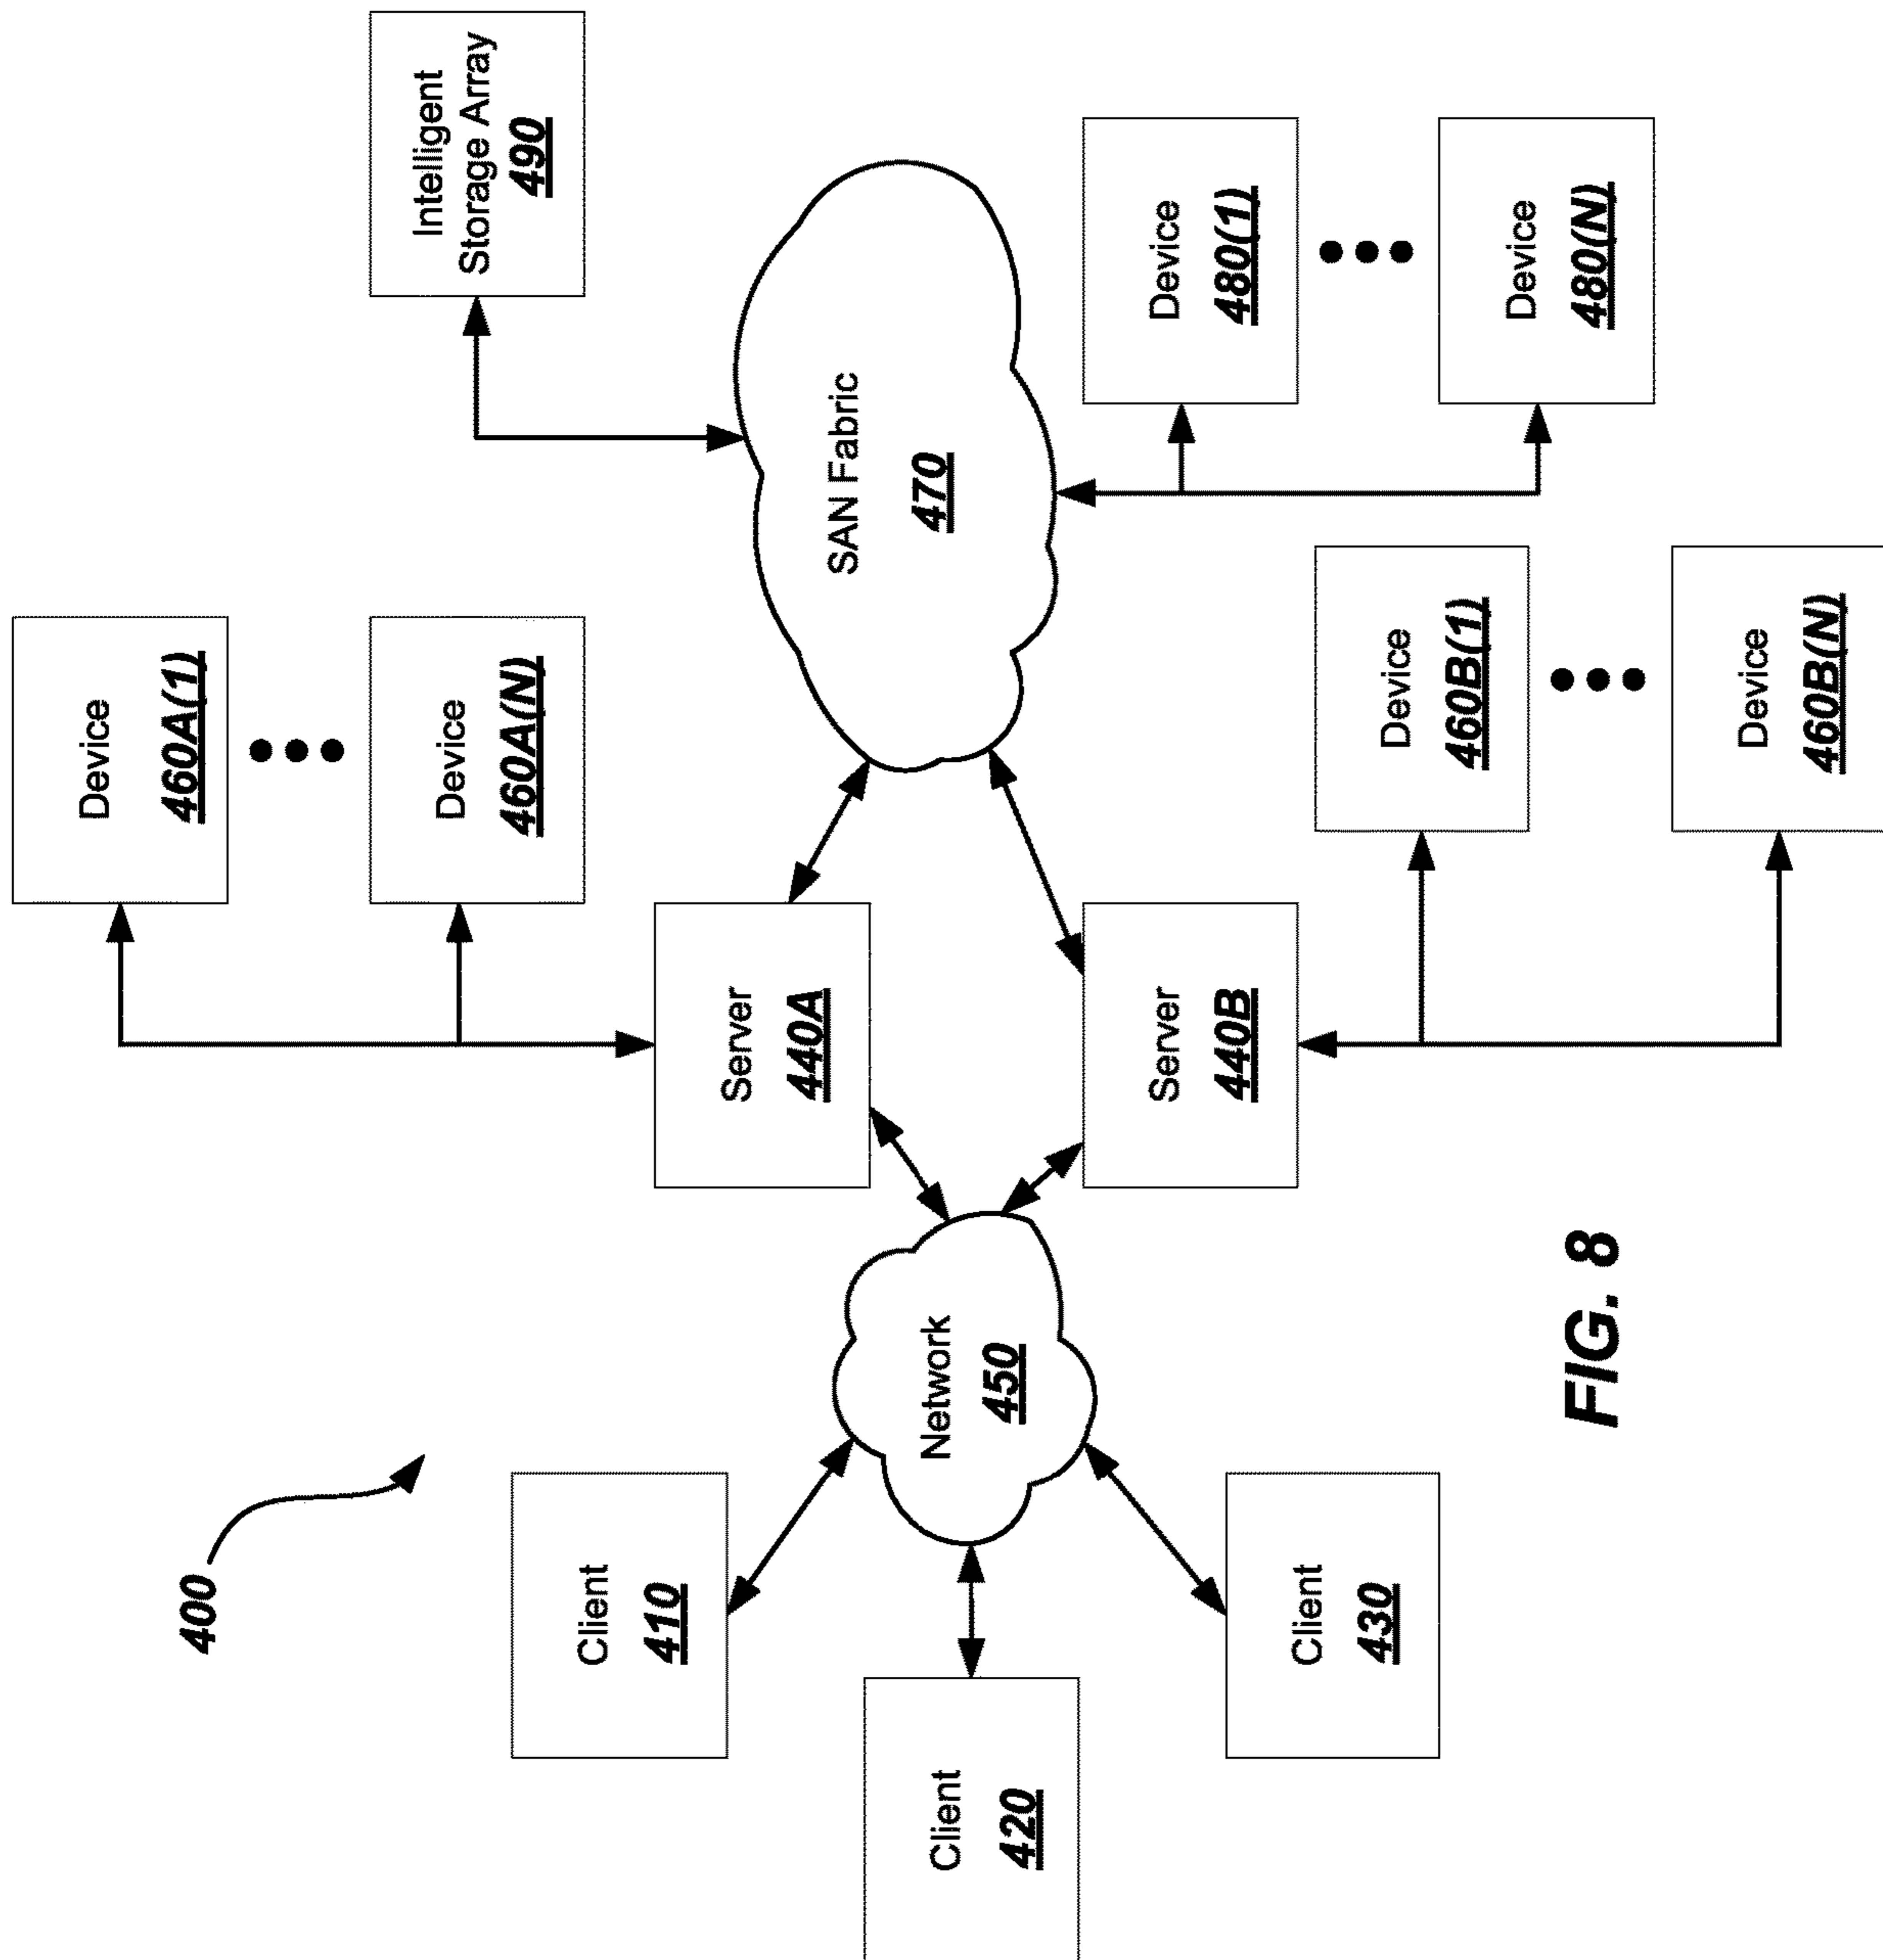 400
Client
410
Client
420
Client
430
Network
450
Server
440A
Server
440B
Device
460A(1)
Device
460A(N)
SAN Fabric
470
Device
460B(1)
Device
460B(N)
Intelligent
Storage Array
490
Device
480(1)
Device
480(N)
FIG. 8